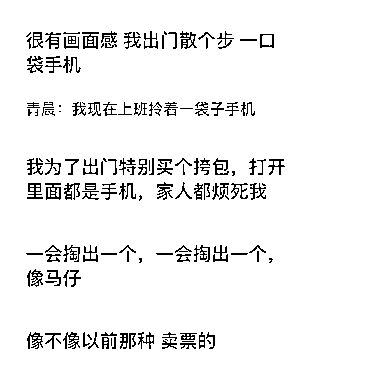 很有画面感 我出门散个步 一口
袋手机
青晨：我现在上班拎着一袋子手机
我为了出门特别买个挎包，打开
里面都是手机，家人都烦死我
一会掏出一个，一会掏出一个，
像马仔
像不像以前那种 卖票的